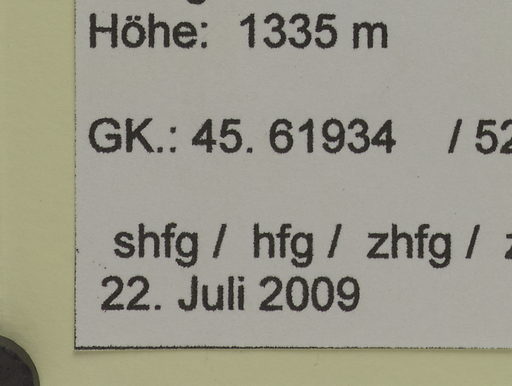 Höhe: 1335 m
GK.: 45. 61934 / 52
shfg / hfg / zhfg /
22. Juli 2009